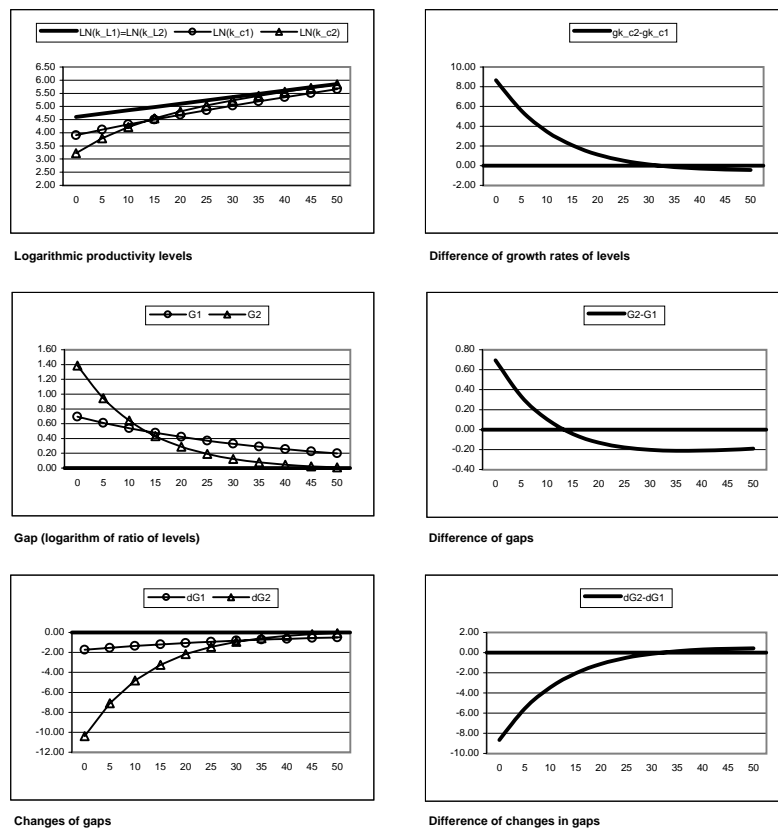 LN(k_L1)=LN(k_L2) LN(k_c1) LN(k_c2)
6.50
6.00
5.50
5.00
4.50
4.00
3.50
3.00
2.50
2.00
0 5 10 15 20 25 30 35 40 45 50
Logarithmic productivity levels
gk_c2-gk_c1
10.00
8.00
6.00
4.00
2.00
0.00
-2.00
0 5 10 15 20 25 30 35 40 45 50
Difference of growth rates of levels
G1 G2
1.60
1.40
1.20
1.00
0.80
0.60
0.40
0.20
0.00
0 5 10 15 20 25 30 35 40 45 50
Gap (logarithm of ratio of levels)
G2-G1
0.80
0.60
0.40
0.20
0.00
-0.20
-0.40
0 5 10 15 20 25 30 35 40 45 50
Difference of gaps
dG1 dG2
0.00
-2.00
-4.00
-6.00
-8.00
-10.00
-12.00
0 5 10 15 20 25 30 35 40 45 50
Changes of gaps
dG2-dG1
2.00
0.00
-2.00
-4.00
-6.00
-8.00
-10.00
0 5 10 15 20 25 30 35 40 45 50
Difference of changes in gaps